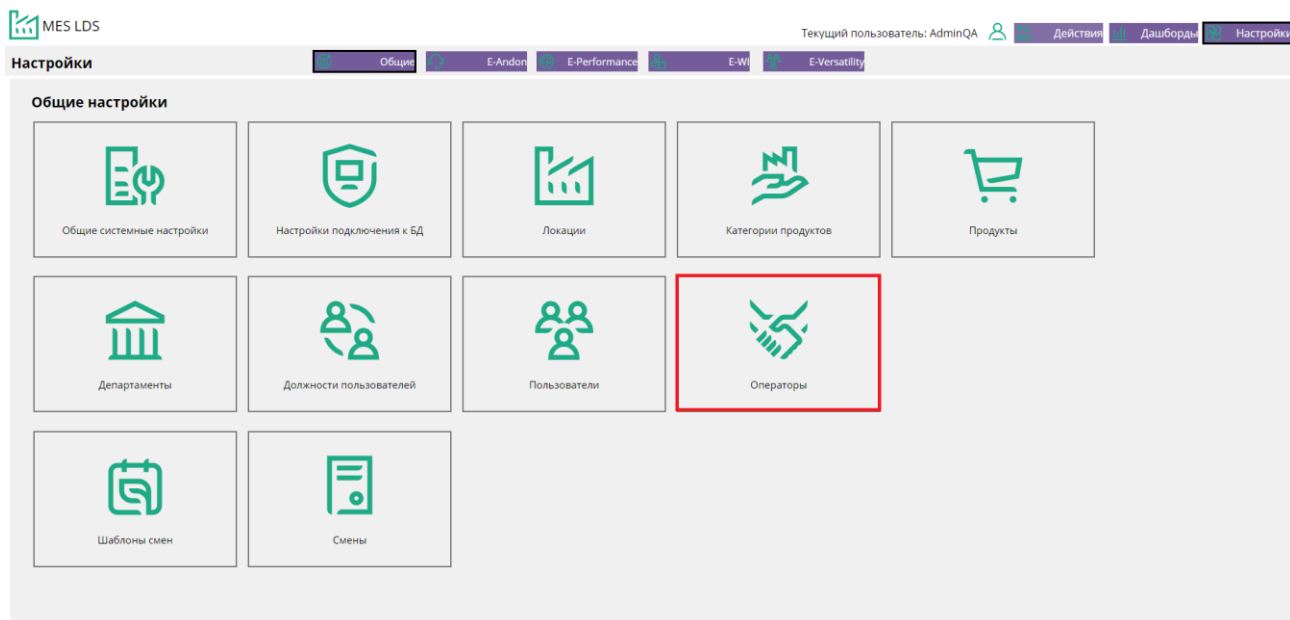 MES LDS
Текущий пользователь: AdminQA Действия Дашборды Настройки
Настройки Общие E-Andon E-Performance E-WI E-Versatility
Общие настройки
Общие системные настройки Настройки подключения к БД Локации Категории продуктов Продукты
Департаменты Должности пользователей Пользователи Операторы
Шаблоны смен Смены